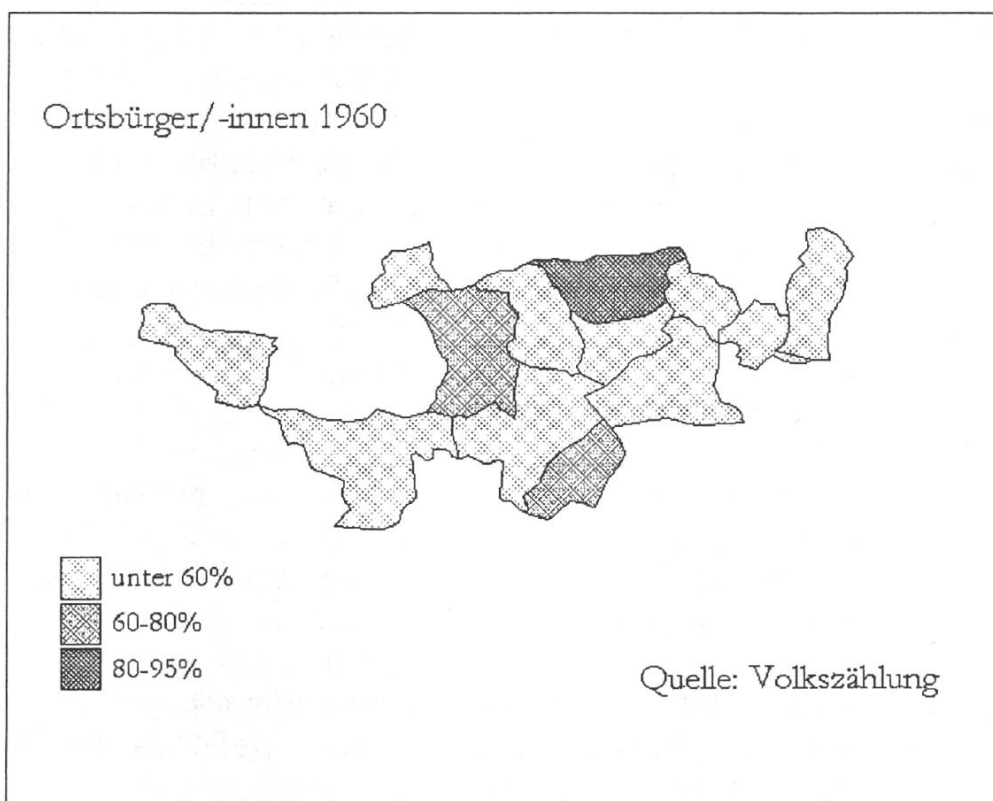 Ortsbürger/-innen 1960
unter 60%
60-80%
80-95%
Quelle: Volkszählung